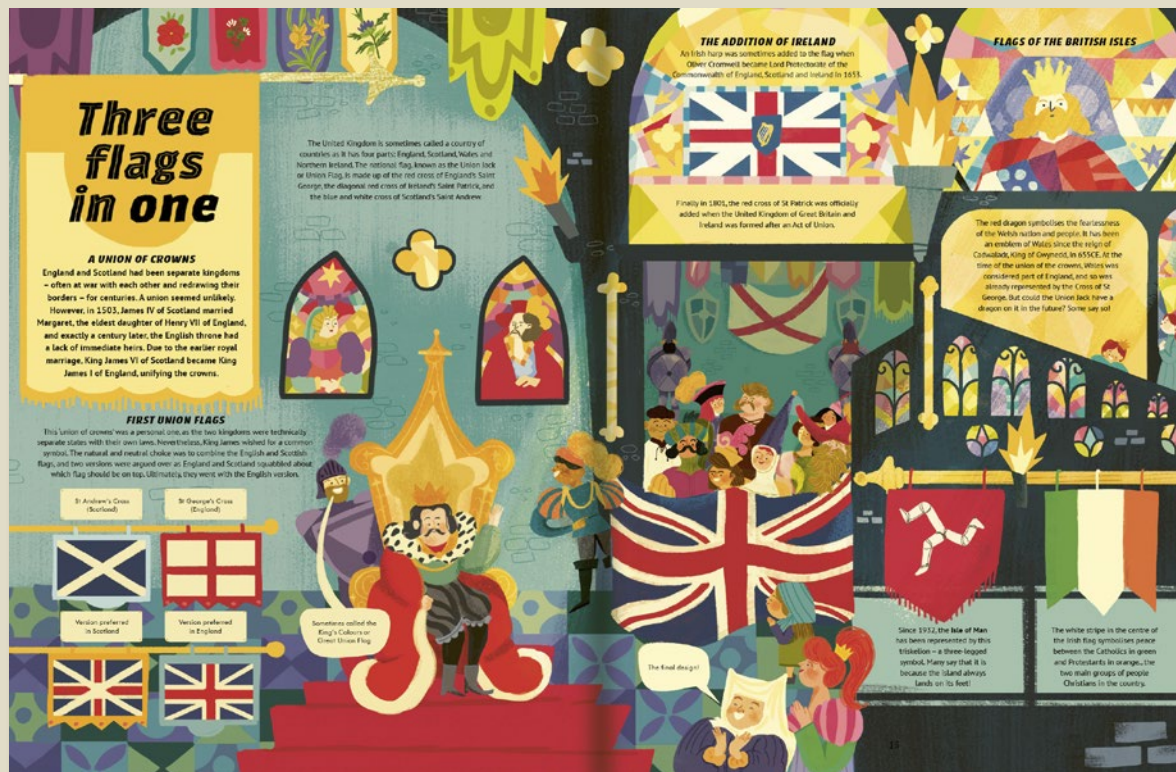 Three
flags
in one
A UNION OF CROWNS
England and Scotland had been separate kingdoms
– often at war with each other and redrawing their
borders – for centuries. A union seemed unlikely.
However, in 1503, James IV of Scotland married
Margaret, the eldest daughter of Henry VII of England,
and exactly a century later, the English throne had
a lack of immediate heirs. Due to the earlier royal
marriage, King James VI of Scotland became King
James I of England, unifying the crowns.
The United Kingdom is sometimes called a country of
countries as it has four parts: England, Scotland, Wales and
Northern Ireland. The national flag, known as the Union Jack
or Union Flag, is made up of the red cross of England's Saint
George, the diagonal red cross of Ireland's Saint Patrick, and
the blue and white cross of Scotland's Saint Andrew.
FIRST UNION FLAGS
This 'union of crowns' was a personal one, as the two kingdoms were technically
separate states with their own laws. Nevertheless, King James wished for a common
symbol. The natural and neutral choice was to combine the English and Scottish
flags, and two versions were argued over as England and Scotland squabbled about
which flag should be on top. Ultimately, they went with the English version.
St Andrew's Cross
(Scotland)
St George's Cross
(England)
Version preferred
in Scotland
Version preferred
in England
Sometimes called the
King's Colours or
Great Union Flag
THE ADDITION OF IRELAND
An Irish harp was sometimes added to the flag when
Oliver Cromwell became Lord Protectorate of the
Commonwealth of England, Scotland and Ireland in 1653.
Finally in 1801, the red cross of St Patrick was officially
added when the United Kingdom of Great Britain and
Ireland was formed after an Act of Union.
The final design!
FLAGS OF THE BRITISH ISLES
The red dragon symbolises the fearlessness
of the Welsh nation and people. It has been
an emblem of Wales since the reign of
Cadwaladr, King of Gwynedd, in 655CE. At the
time of the union of the crowns, Wales was
considered part of England, and so was
already represented by the Cross of St
George. But could the Union Jack have a
dragon on it in the future? Some say so!
Since 1932, the Isle of Man
has been represented by this
triskelion – a three-legged
symbol. Many say that it is
because the island always
lands on its feet!
The white stripe in the centre of
the Irish flag symbolises peace
between the Catholics in green
and Protestants in orange., the
two main groups of people
Christians in the country.